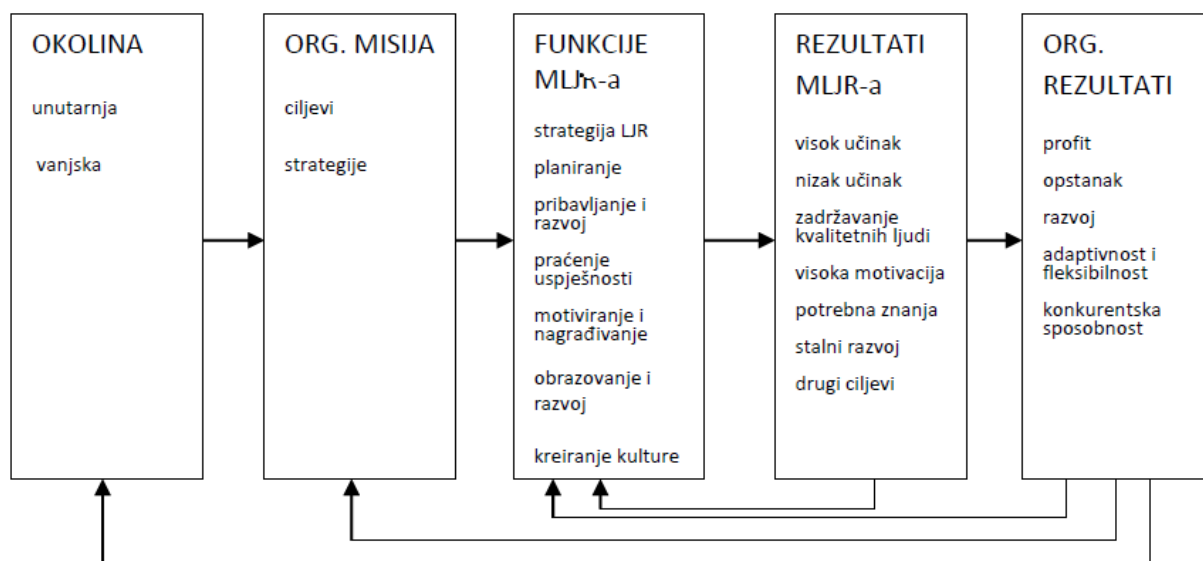 OKOLINA
unutarnja
vanjska
ORG. MISIJA
ciljevi
strategije
FUNKCIJE
MLJR-a
strategija LJR
planiranje
pribavljanje i
razvoj
praćenje
uspješnosti
motiviranje i
nagrađivanje
obrazovanje i
razvoj
kreiranje kulture
REZULTATI
MLJR-a
visok učinak
nizak učinak
zadržavanje
kvalitetnih ljudi
visoka motivacija
potrebna znanja
stalni razvoj
drugi ciljevi
ORG.
REZULTATI
profit
opstanak
razvoj
adaptivnost i
fleksibilnost
konkurentska
sposobnost